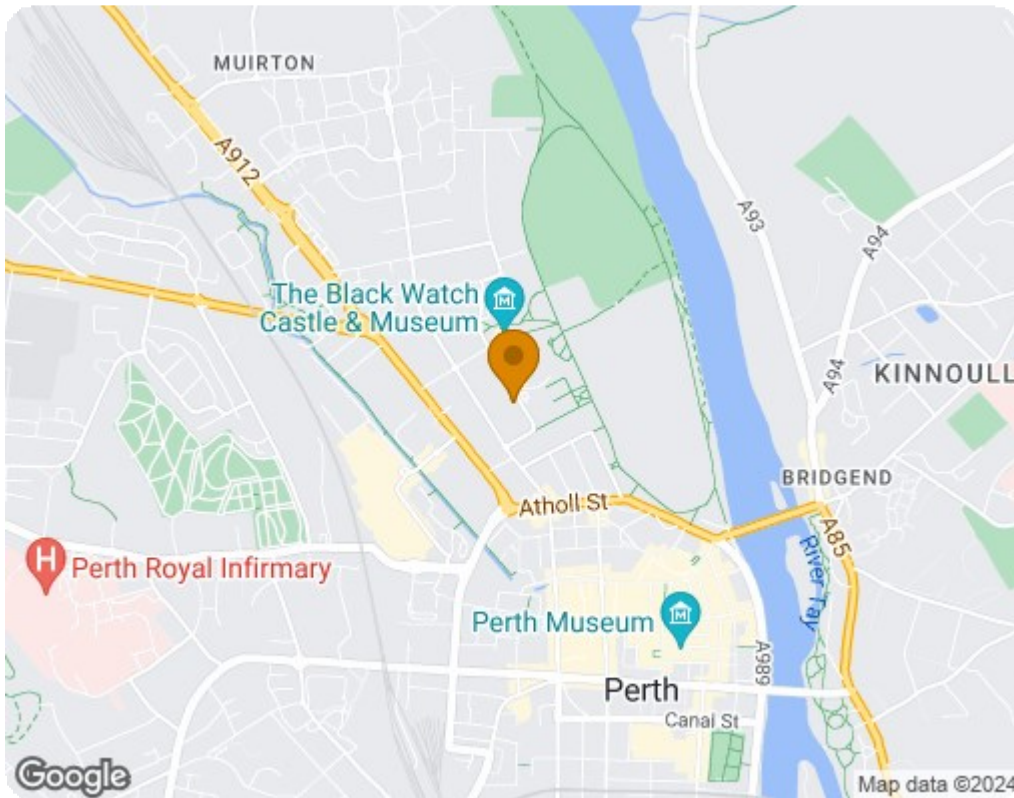 MUIRTON
A912
A93
A94
The Black Watch
Castle & Museum
A94
KINNOULL
BRIDGEND
Atholl St
A85
River Tay
H
Perth Royal Infirmary
Perth Museum
M
M
A989
Perth
Canal St
Google
Map data ©2024